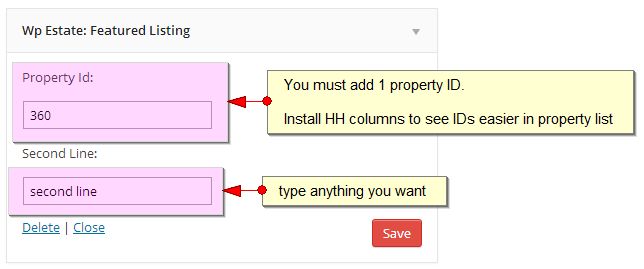 Wp Estate: Featured Listing
Property Id:
360
You must add 1 property ID.
Install HH columns to see IDs easier in property list
Second Line:
second line
type anything you want
Delete | Close
Save